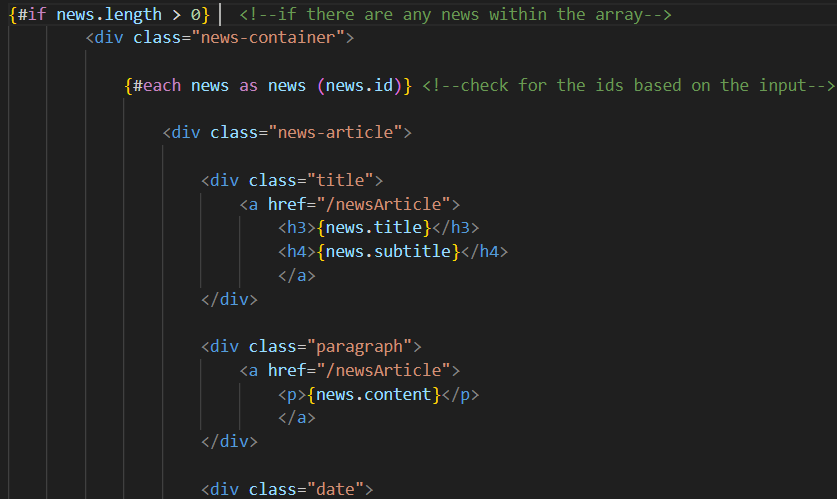 {#if news.length > 0} <!--if there are any news within the array-->
<div class="news-container">
{#each news as news (news.id)} <!--check for the ids based on the input-->
<div class="news-article">
<div class="title">
<a href="/newsArticle">
<h3>{news.title}</h3>
<h4>{news.subtitle}</h4>
</a>
</div>
<div class="paragraph">
<a href="/newsArticle">
<p>{news.content}</p>
</a>
</div>
<div class="date">